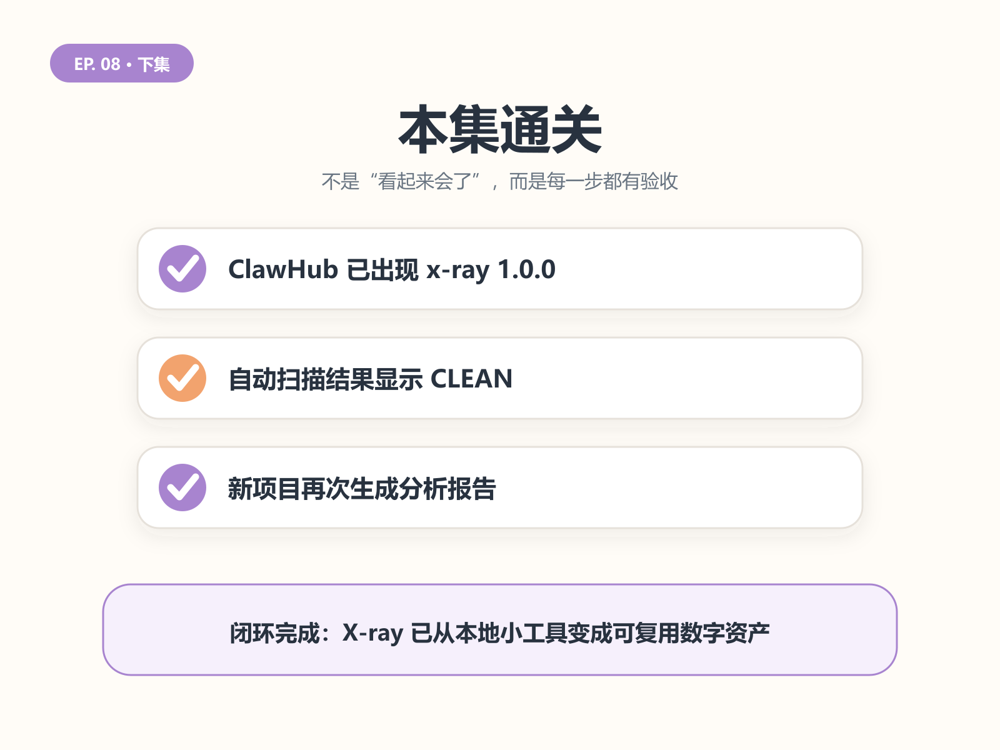 EP. 08 · 下集
本集通关
不是“看起来会了”，而是每一步都有验收
ClawHub 已出现 x-ray 1.0.0
自动扫描结果显示 CLEAN
新项目再次生成分析报告
闭环完成：X-ray 已从本地小工具变成可复用数字资产